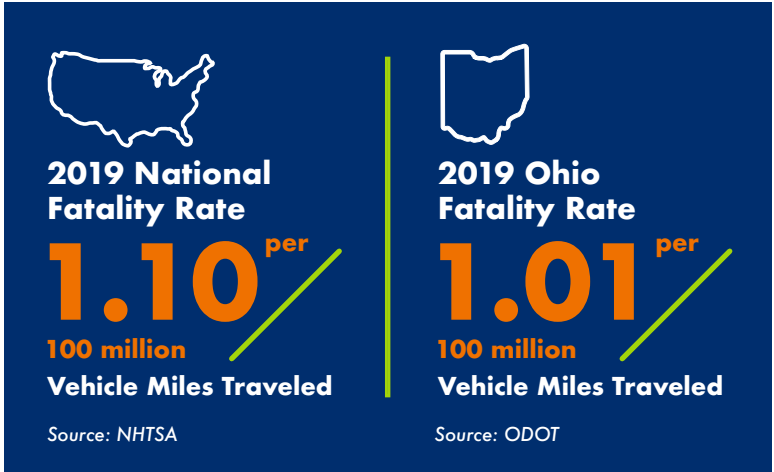 2019 National
Fatality Rate
1.10 per
100 million
Vehicle Miles Traveled
Source: NHTSA
2019 Ohio
Fatality Rate
1.01 per
100 million
Vehicle Miles Traveled
Source: ODOT